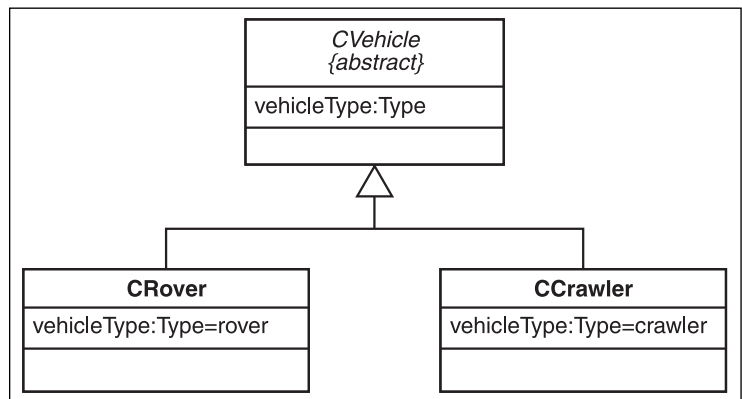 CVehicle
{abstract}
vehicleType:Type
CRover
vehicleType:Type=rover
CCrawler
vehicleType:Type=crawler